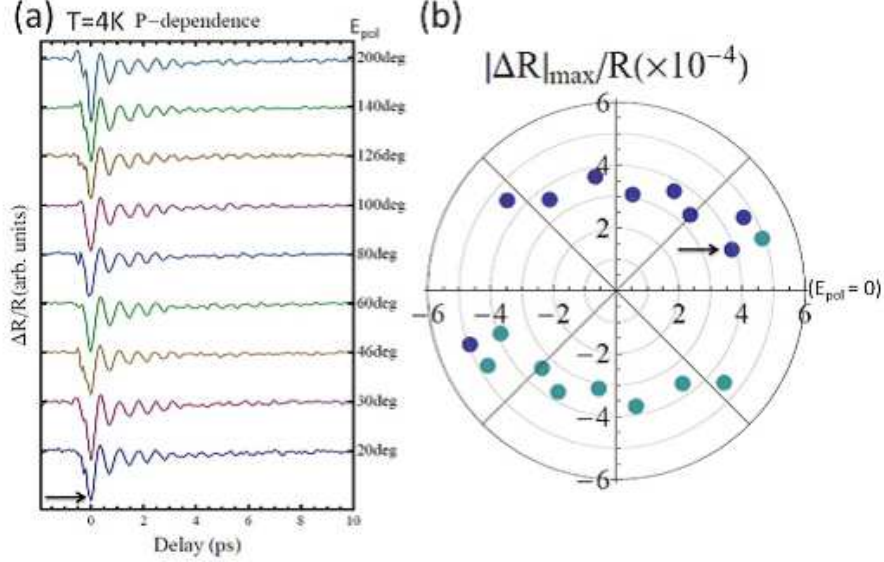 (a) T=4K P-dependence
E_pol
200deg
140deg
126deg
100deg
80deg
60deg
46deg
30deg
20deg
ΔR/R(arb. units)
0 2 4 6 8 10
Delay (ps)
(b)
|ΔR|max/R(×10⁻⁴)
6
4
2
−6 −4 −2 2 4 6
(E_pol = 0)
−2
−4
−6